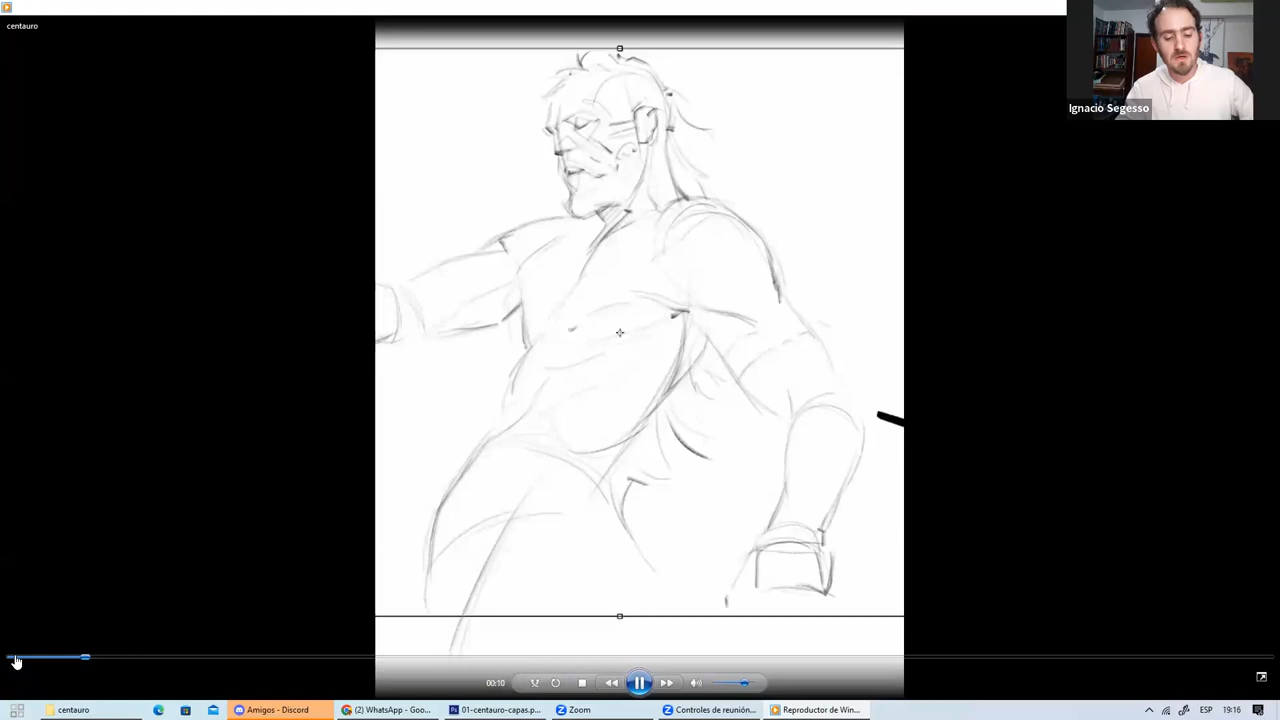 centauro
Ignacio Segesso
00:10
centauro
Amigos - Discord
(2) WhatsApp - Goo...
01-centauro-capas.p...
Zoom
Controles de reunión...
Reproductor de Win...
ESP
19:16